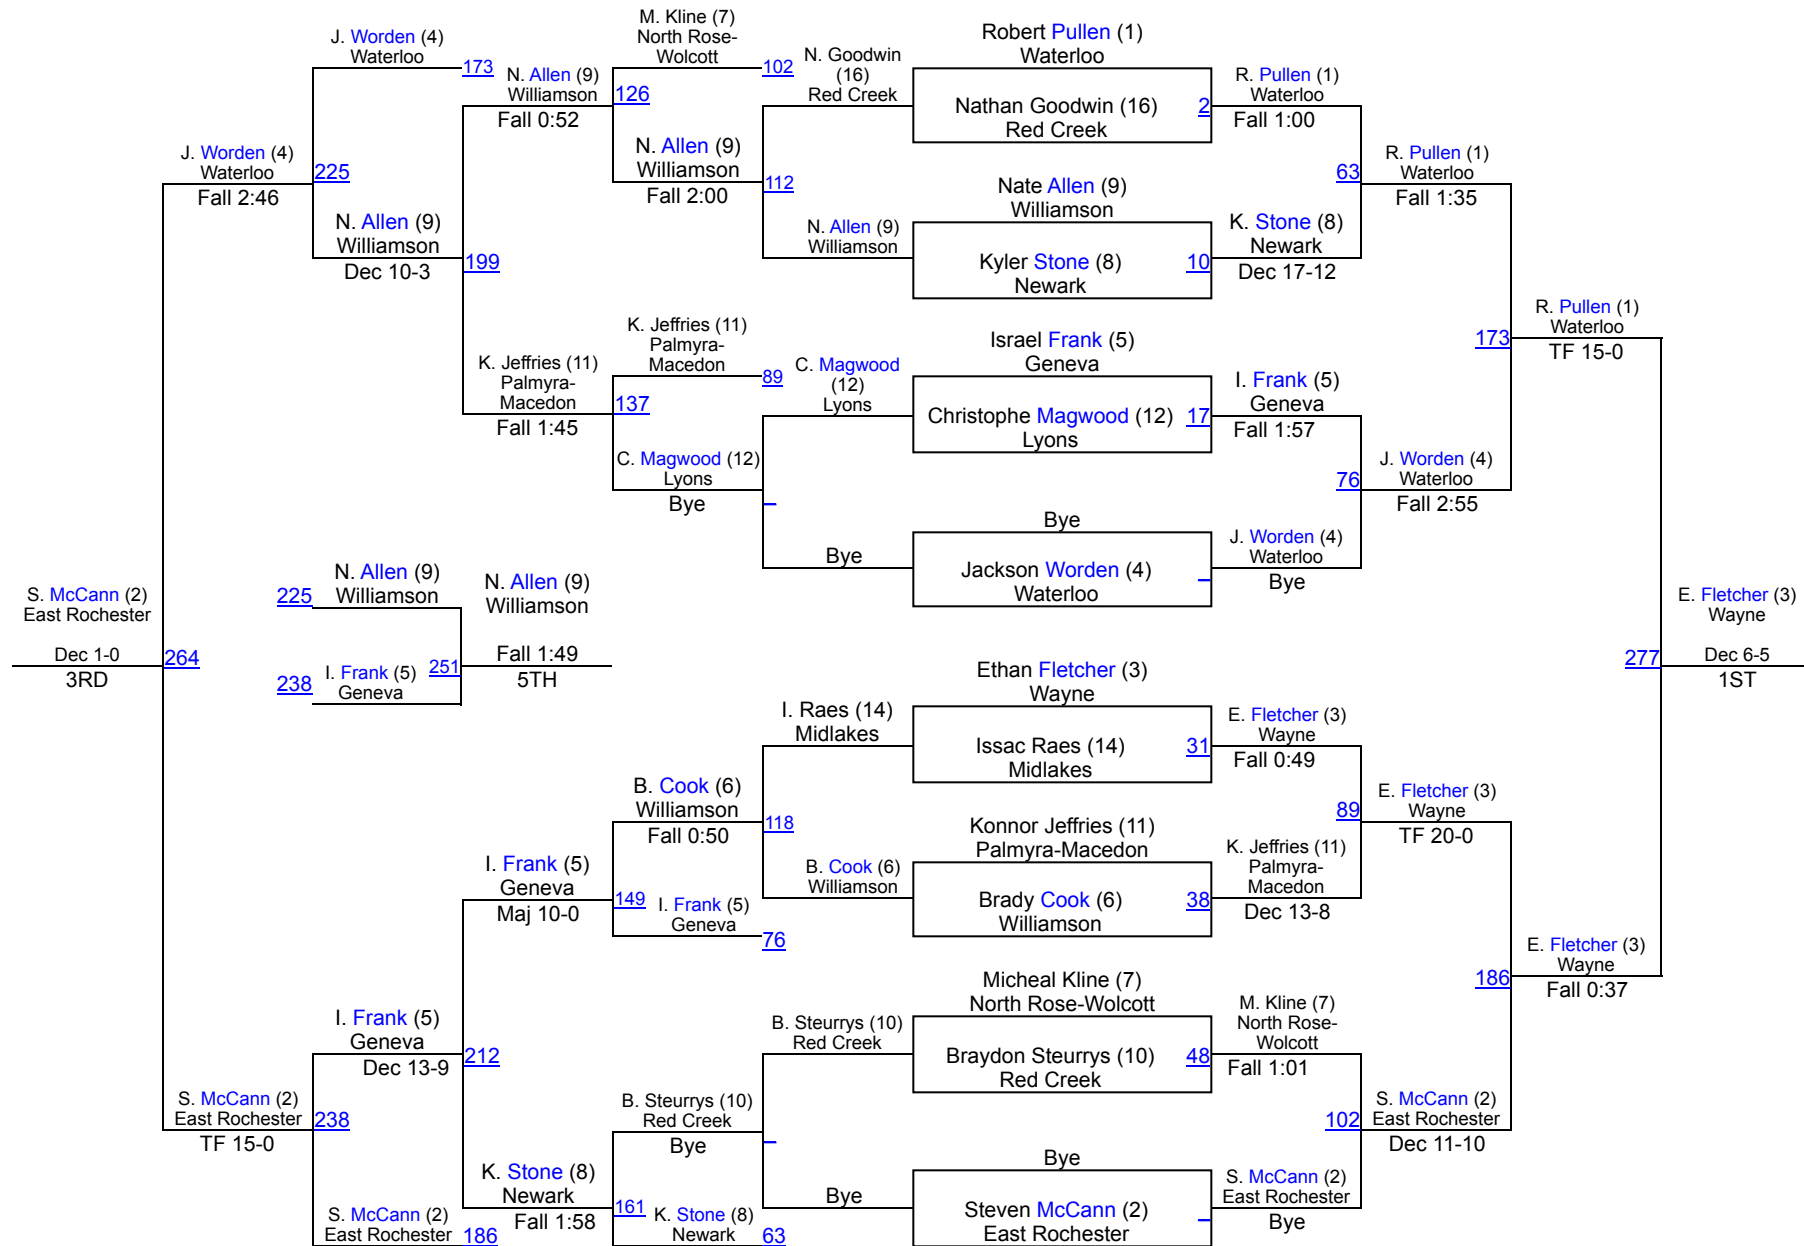 J. Worden (4)
Waterloo
173
J. Worden (4)
Waterloo
Fall 2:46
225
N. Allen (9)
Williamson
Dec 10-3
N. Allen (9)
Williamson
Fall 0:52
199
K. Jeffries (11)
Palmyra-
Macedon
Fall 1:45
M. Kline (7)
North Rose-
Wolcott
102
126
N. Allen (9)
Williamson
Fall 2:00
K. Jeffries (11)
Palmyra-
Macedon
89
137
C. Magwood (12)
Lyons
Bye
N. Goodwin
(16)
Red Creek
112
N. Allen (9)
Williamson
C. Magwood
(12)
Lyons
Bye
Robert Pullen (1)
Waterloo
Nathan Goodwin (16)
Red Creek
2
Nate Allen (9)
Williamson
Kyler Stone (8)
Newark
10
Israel Frank (5)
Geneva
Christophe Magwood (12)
Lyons
17
Bye
Jackson Worden (4)
Waterloo
R. Pullen (1)
Waterloo
Fall 1:00
63
K. Stone (8)
Newark
Dec 17-12
I. Frank (5)
Geneva
Fall 1:57
76
J. Worden (4)
Waterloo
Bye
R. Pullen (1)
Waterloo
Fall 1:35
173
J. Worden (4)
Waterloo
Fall 2:55
R. Pullen (1)
Waterloo
TF 15-0
S. McCann (2)
East Rochester
Dec 1-0
3RD
264
225
N. Allen (9)
Williamson
238
I. Frank (5)
Geneva
251
N. Allen (9)
Williamson
Fall 1:49
5TH
E. Fletcher (3)
Wayne
277
Dec 6-5
1ST
S. McCann (2)
East Rochester
TF 15-0
238
I. Frank (5)
Geneva
Dec 13-9
212
S. McCann (2)
East Rochester
186
I. Frank (5)
Geneva
Maj 10-0
K. Stone (8)
Newark
Fall 1:58
B. Cook (6)
Williamson
Fall 0:50
149
I. Frank (5)
Geneva
76
B. Steurrys (10)
Red Creek
Bye
161
K. Stone (8)
Newark
63
I. Raes (14)
Midlakes
118
B. Cook (6)
Williamson
B. Steurrys (10)
Red Creek
Bye
Ethan Fletcher (3)
Wayne
Issac Raes (14)
Midlakes
31
Konnor Jeffries (11)
Palmyra-Macedon
Brady Cook (6)
Williamson
38
Micheal Kline (7)
North Rose-Wolcott
Braydon Steurrys (10)
Red Creek
48
Bye
Steven McCann (2)
East Rochester
E. Fletcher (3)
Wayne
Fall 0:49
89
K. Jeffries (11)
Palmyra-
Macedon
Dec 13-8
M. Kline (7)
North Rose-
Wolcott
Fall 1:01
102
S. McCann (2)
East Rochester
Bye
E. Fletcher (3)
Wayne
TF 20-0
186
S. McCann (2)
East Rochester
Dec 11-10
E. Fletcher (3)
Wayne
Fall 0:37